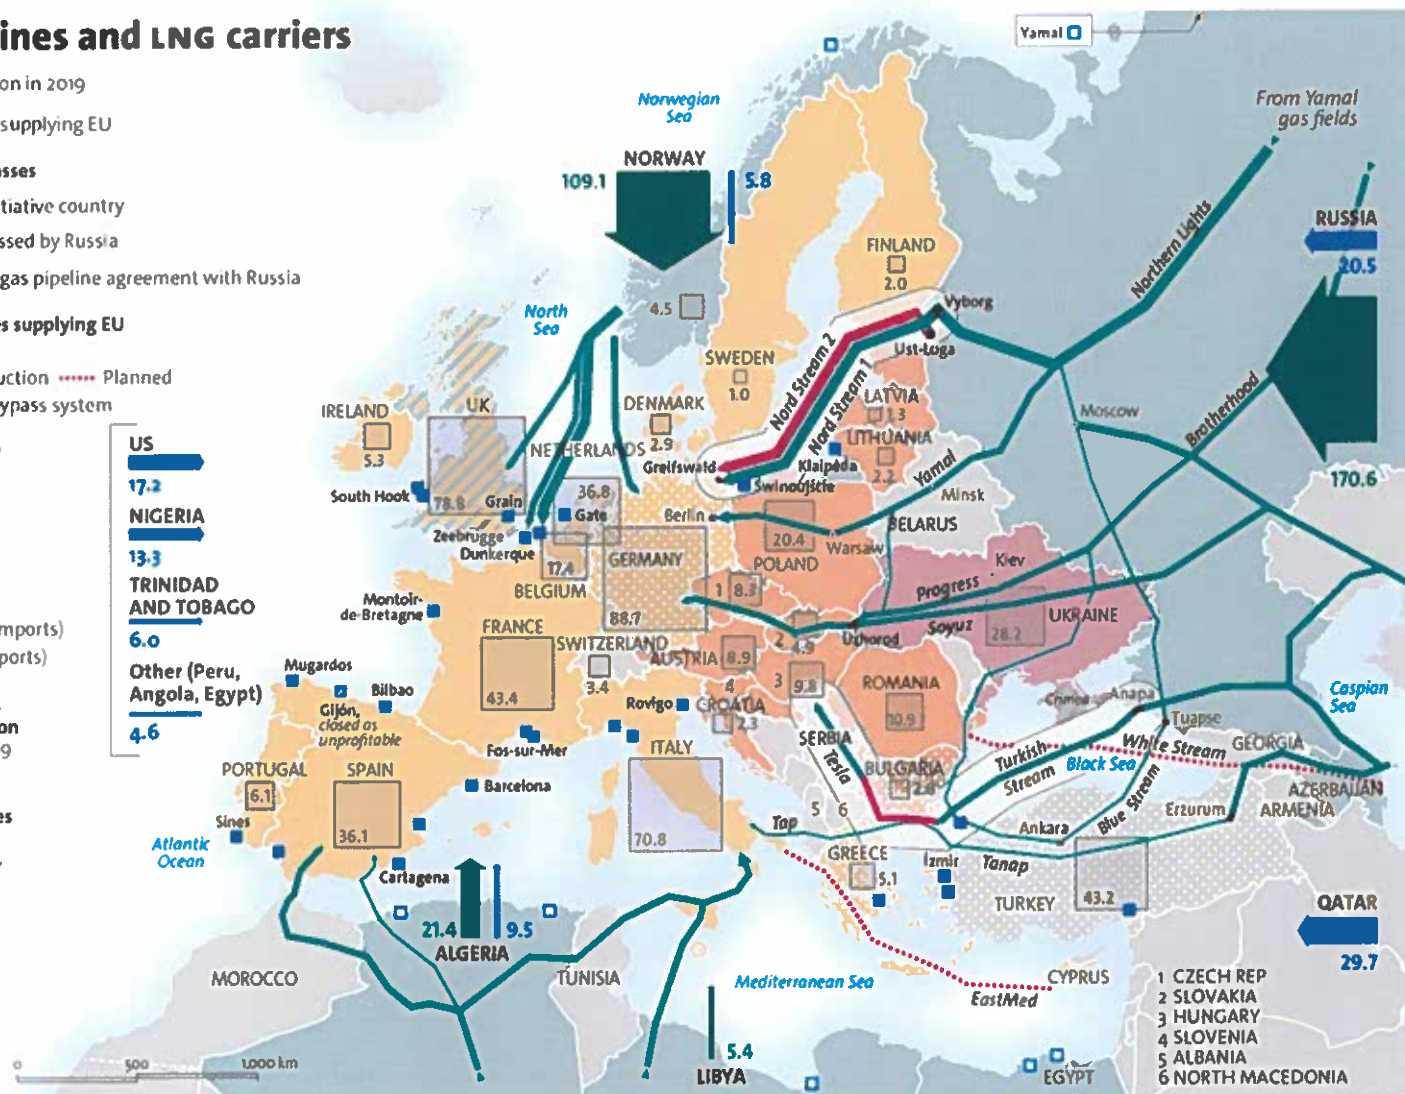 ines and LNG carriers
on in 2019
supplying EU
sses
tiative country
ssed by Russia
gas pipeline agreement with Russia
s supplying EU
uction Planned
ypass system
US
17.2
NIGERIA
13.3
TRINIDAD
AND TOBAGO
6.0
Other (Peru,
Angola, Egypt)
4.6
mports)
ports)
on
9
es
Yamal
From Yamal
gas fields
Norwegian
Sea
NORWAY
109.1
5.8
RUSSIA
20.5
170.6
Northern Lights
FINLAND
2.0
Vyborg
Ust-Luga
4.5
North
Sea
SWEDEN
1.0
Nord Stream 2
Nord Stream 1
LATVIA
1.3
LITHUANIA
2.2
Klaipėda
Moscow
Brotherhood
IRELAND
5.3
UK
78.8
DENMARK
2.9
NETHERLANDS
36.8
Greifswald
Świnoujście
Yamal
Minsk
South Hook
Grain
Gate
Berlin
BELARUS
Zeebrugge
Dunkerque
20.4
Warsaw
POLAND
17.4
BELGIUM
GERMANY
88.7
1 8.3
Kiev
Progress
UKRAINE
28.2
Soyuz
Uzhorod
Montoir-
de-Bretagne
FRANCE
43.4
SWITZERLAND
3.4
AUSTRIA
8.9
2 4.9
3 9.8
4
ROMANIA
10.9
Mugardos
Bilbao
Gijón,
closed as
unprofitable
Fos-sur-Mer
Rovigo
CROATIA
2.3
ITALY
70.8
SERBIA
Tesla
BULGARIA
2.8
Crimea
Anapa
Tuapse
Caspian
Sea
Turkish
Stream
Black Sea
White Stream
GEORGIA
Blue Stream
AZERBAIJAN
ARMENIA
Erzurum
PORTUGAL
6.1
SPAIN
36.1
Barcelona
Sines
Atlantic
Ocean
Cartagena
5 6
Tap
Ankara
Tanap
GREECE
5.1
Izmir
TURKEY
43.2
21.4
9.5
ALGERIA
MOROCCO
TUNISIA
Mediterranean Sea
EastMed
CYPRUS
QATAR
29.7
5.4
LIBYA
EGYPT
1 CZECH REP
2 SLOVAKIA
3 HUNGARY
4 SLOVENIA
5 ALBANIA
6 NORTH MACEDONIA
0 500 1,000 km